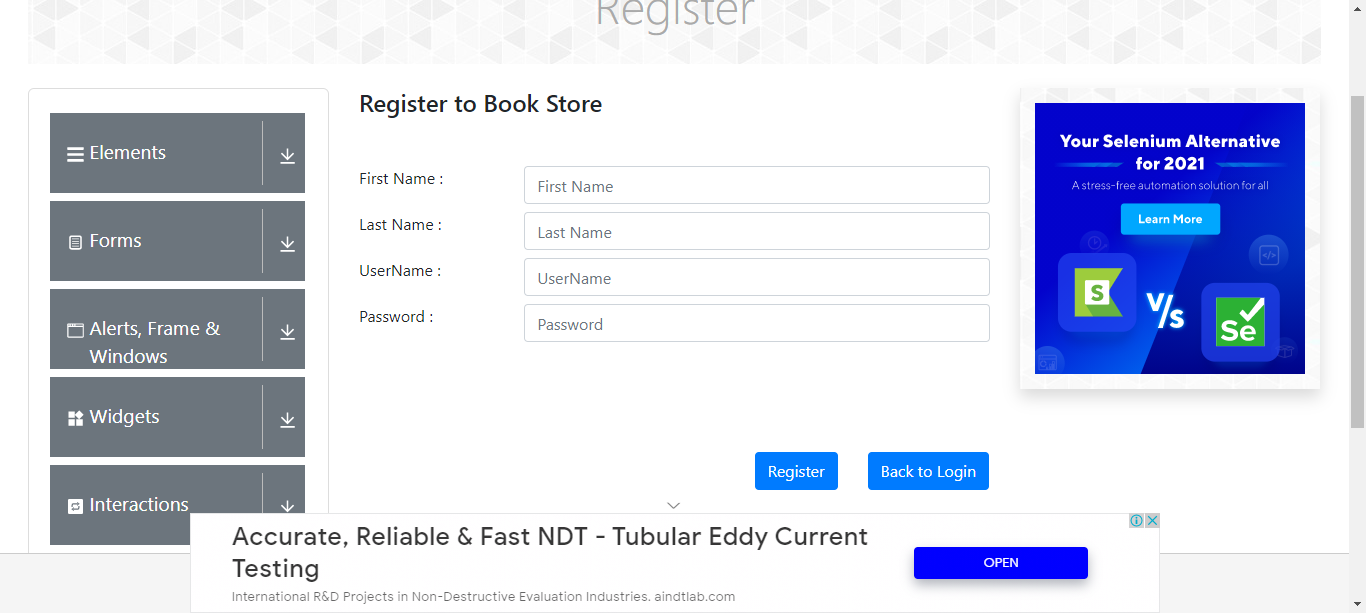 Register
Elements
Forms
Alerts, Frame &
Windows
Widgets
Interactions
Register to Book Store
First Name :
First Name
Last Name :
Last Name
UserName :
UserName
Password :
Password
Register
Back to Login
Your Selenium Alternative
for 2021
A stress-free automation solution for all
Learn More
S
V/s
Se
Accurate, Reliable & Fast NDT - Tubular Eddy Current
Testing
International R&D Projects in Non-Destructive Evaluation Industries. aindtlab.com
OPEN